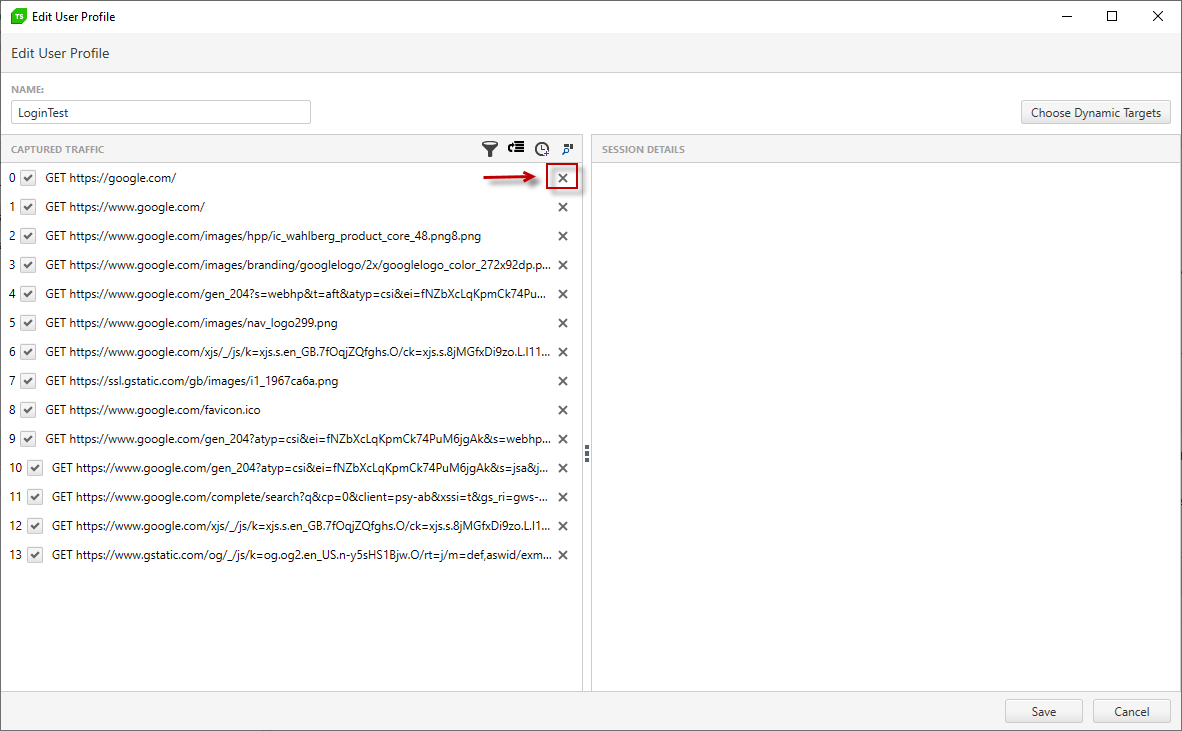 TS Edit User Profile
Edit User Profile
NAME:
LoginTest
Choose Dynamic Targets
CAPTURED TRAFFIC
SESSION DETAILS
0 GET https://google.com/
1 GET https://www.google.com/
2 GET https://www.google.com/images/hpp/ic_wahlberg_product_core_48.png8.png
3 GET https://www.google.com/images/branding/googlelogo/2x/googlelogo_color_272x92dp.p...
4 GET https://www.google.com/gen_204?s=webhp&t=aft&atyp=csi&ei=fNZbXcLqKpmCk74Pu...
5 GET https://www.google.com/images/nav_logo299.png
6 GET https://www.google.com/xjs/_/js/k=xjs.s.en_GB.7fOqjZQfghs.O/ck=xjs.s.8jMGfxDi9zo.L.I11...
7 GET https://ssl.gstatic.com/gb/images/i1_1967ca6a.png
8 GET https://www.google.com/favicon.ico
9 GET https://www.google.com/gen_204?atyp=csi&ei=fNZbXcLqKpmCk74PuM6jgAk&s=webhp...
10 GET https://www.google.com/gen_204?atyp=csi&ei=fNZbXcLqKpmCk74PuM6jgAk&s=jsa&j...
11 GET https://www.google.com/complete/search?q&cp=0&client=psy-ab&xssi=t&gs_ri=gws-...
12 GET https://www.google.com/xjs/_/js/k=xjs.s.en_GB.7fOqjZQfghs.O/ck=xjs.s.8jMGfxDi9zo.L.I1...
13 GET https://www.gstatic.com/og/_/js/k=og.og2.en_US.n-y5sHS1Bjw.O/rt=j/m=def,aswid/exm...
Save
Cancel